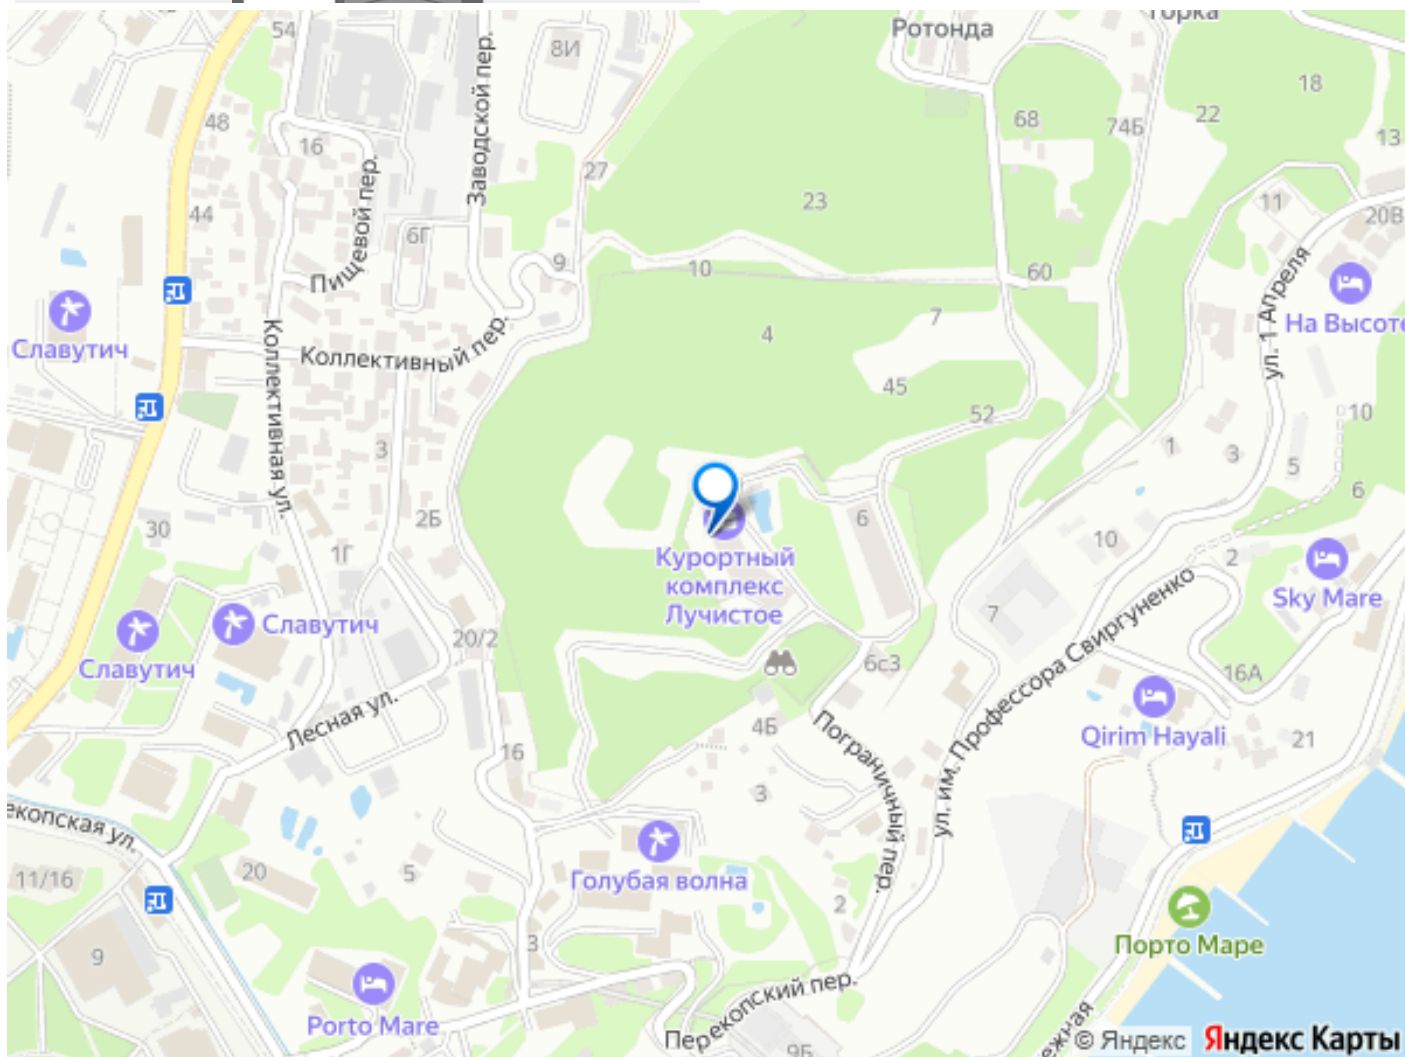 54
8И
Ротонда
Горка
18
48
16
Заводской пер.
68
74Б
22
13
27
44
Пищевой пер.
6Г
23
11
20В
9
10
60
ул. 1 Апреля
Славутич
Коллективный пер.
4
7
На Высоте
45
52
10
Коллективная ул.
3
1
3
5
6
30
2Б
1Г
6
10
2
Курортный
комплекс
Лучистое
Sky Mare
Славутич
Славутич
20/2
7
6с3
16А
ул. им. Профессора Свиргуненко
Лесная ул.
16
4Б
Пограничный пер.
Qirim Hayali
21
3
екопская ул.
11/16
20
5
Голубая волна
2
9
3
Порто Маре
Porto Mare
Перекопский пер.
9Б
ежная
© Яндекс Яндекс Карты